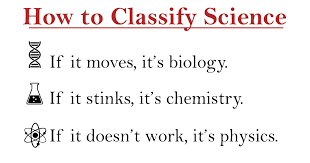 How to Classify Science
If it moves, it's biology.
If it stinks, it's chemistry.
If it doesn't work, it's physics.